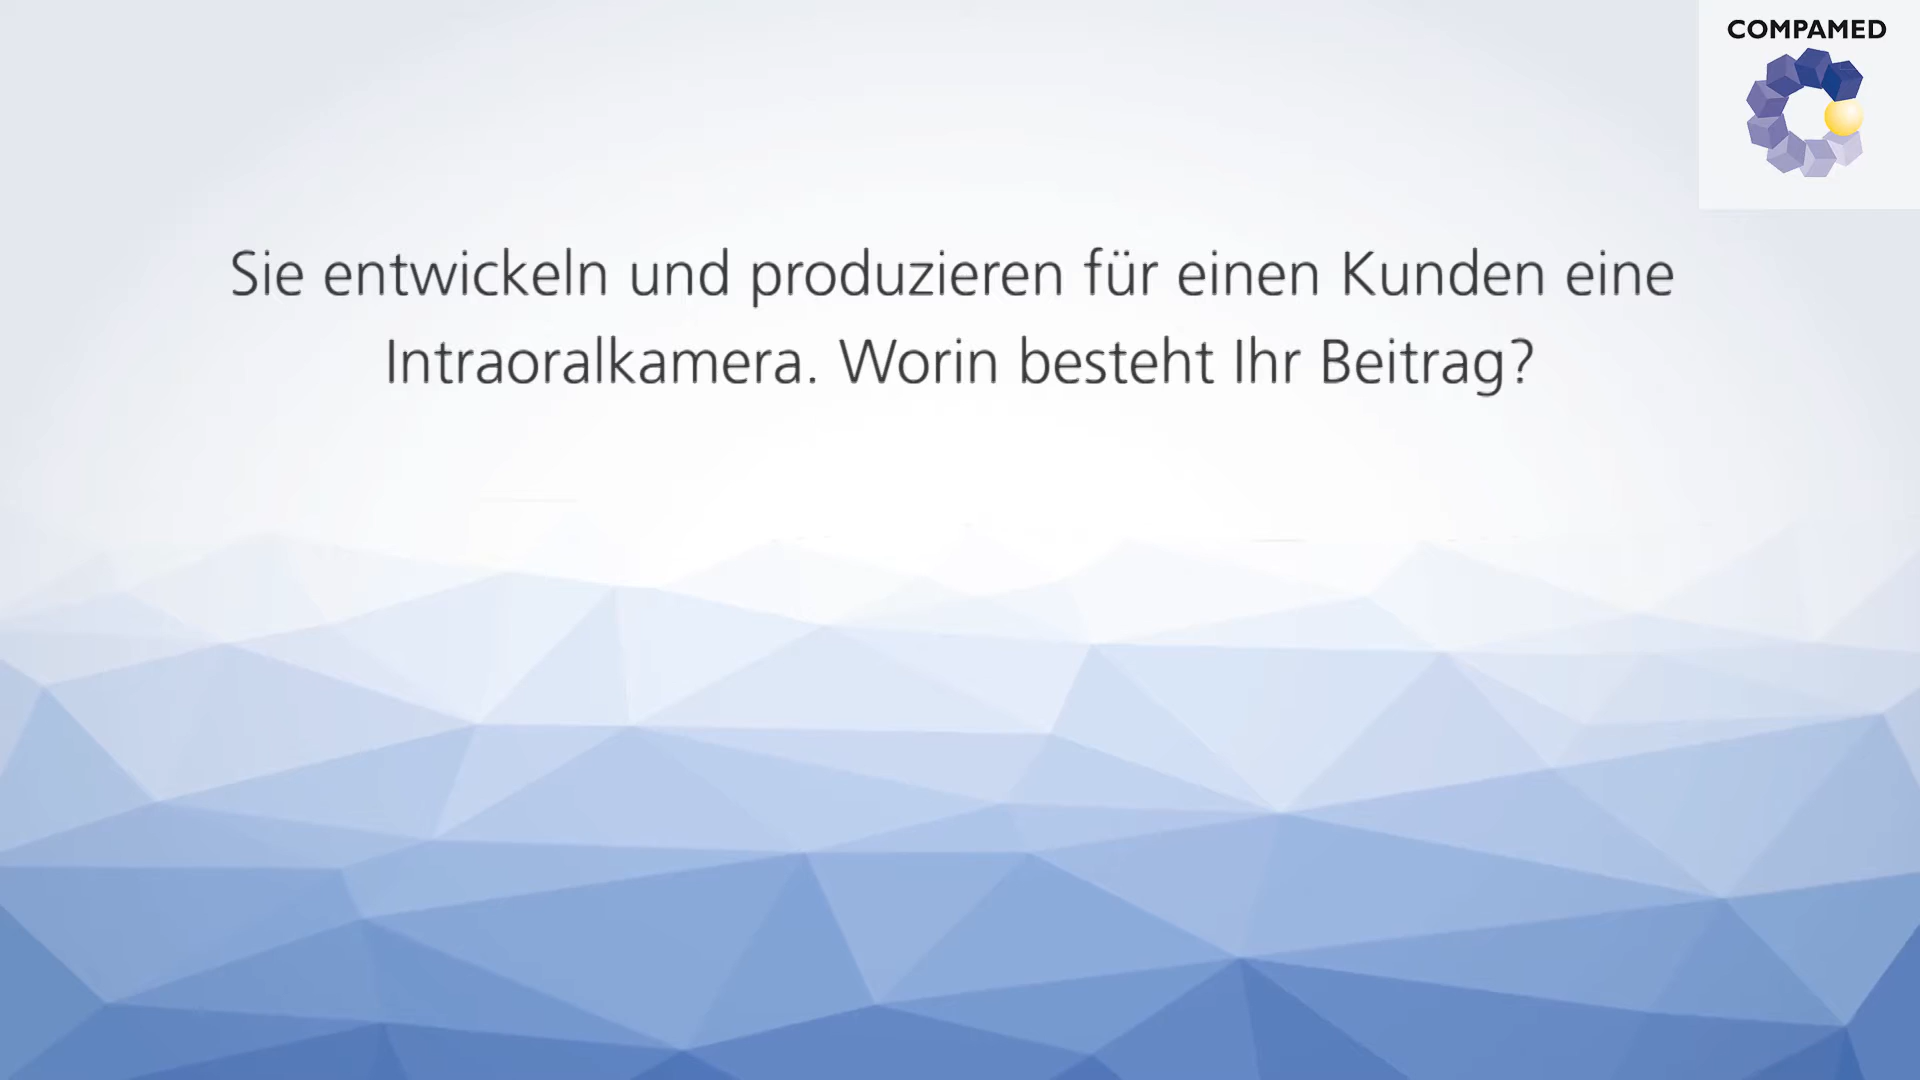 COMPAMED
Sie entwickeln und produzieren für einen Kunden eine
Intraoralkamera. Worin besteht Ihr Beitrag?